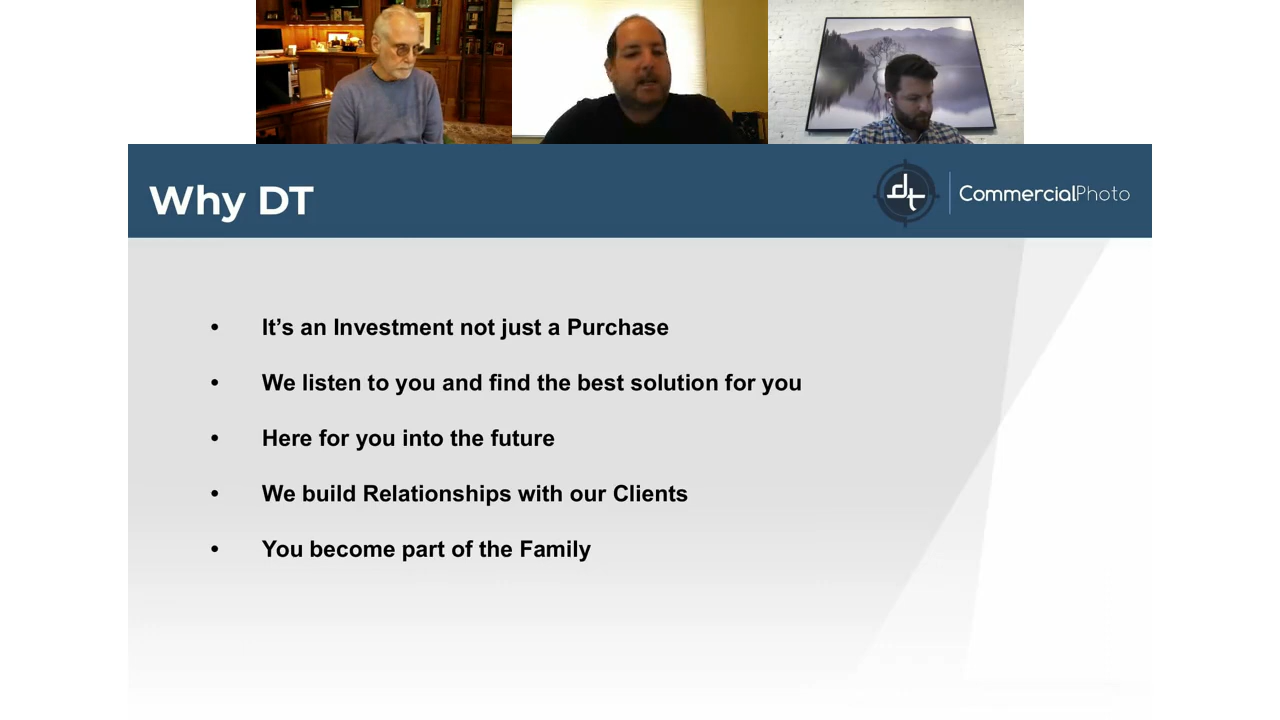 Why DT
dt CommercialPhoto
• It’s an Investment not just a Purchase
• We listen to you and find the best solution for you
• Here for you into the future
• We build Relationships with our Clients
• You become part of the Family